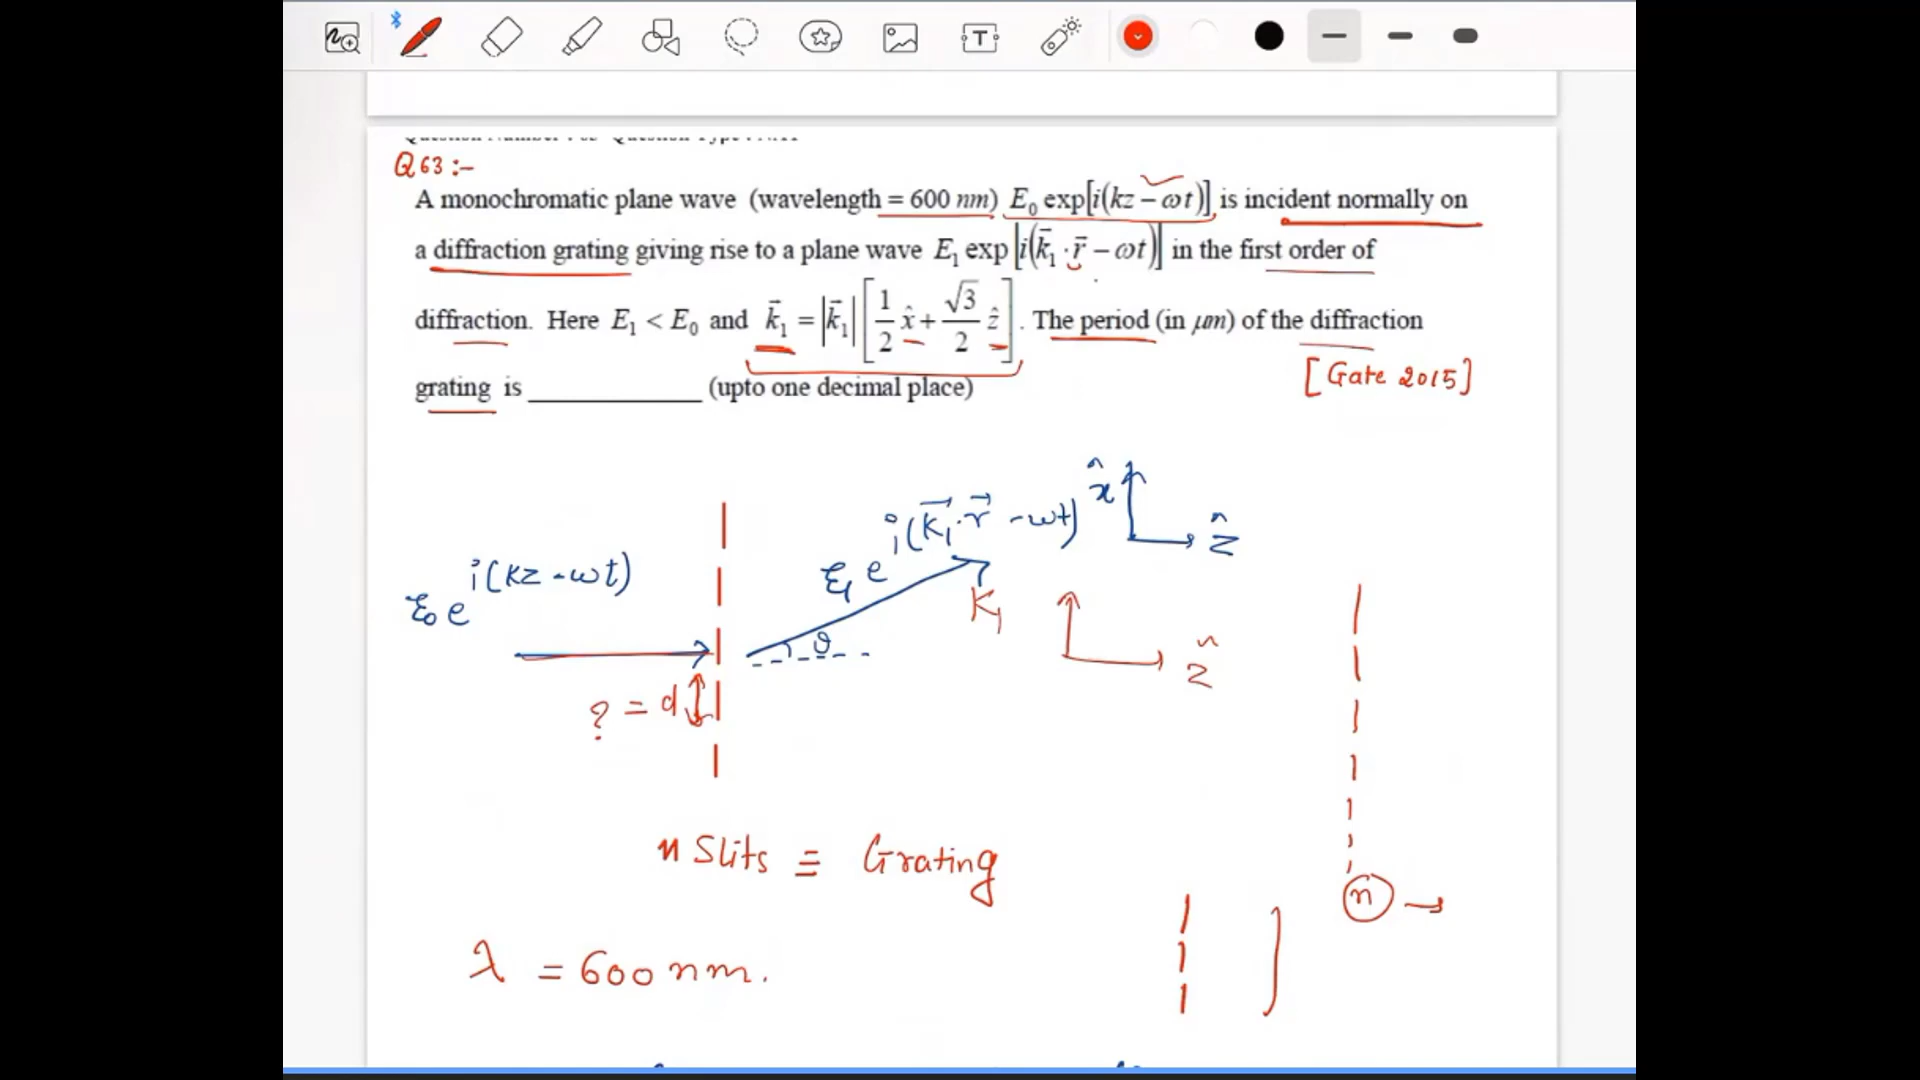 Q63:-
A monochromatic plane wave (wavelength = 600 nm) E₀ exp[i(kz − ωt)] is incident normally on
a diffraction grating giving rise to a plane wave E₁ exp[i(k⃗₁ · r⃗ − ωt)] in the first order of
diffraction. Here E₁ < E₀ and k⃗₁ = |k⃗₁| [1/2 x̂ + √3/2 ẑ]. The period (in μm) of the diffraction
[Gate 2015]
grating is ____________ (upto one decimal place)
x̂
ẑ
E₀ e^i(kz - ωt)
E₁ e^i(k⃗₁·r⃗ - ωt)
K₁
θ
ẑ
? = d
n Slits ≡ Grating
n
λ = 600 nm.